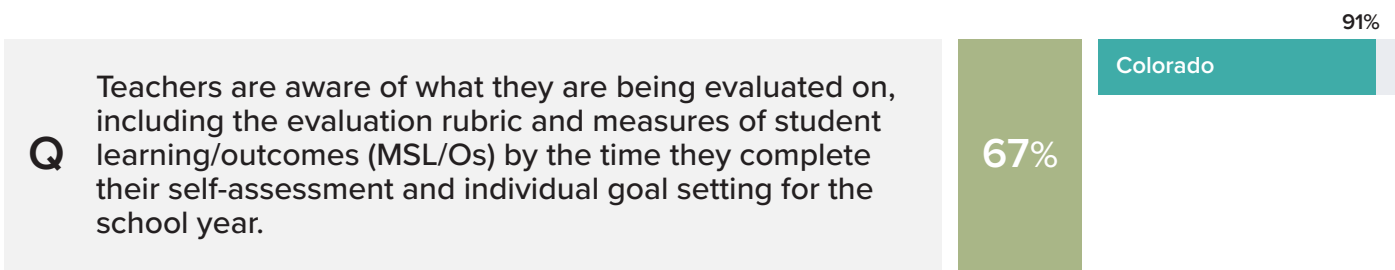 91%
Colorado
Q
Teachers are aware of what they are being evaluated on,
including the evaluation rubric and measures of student
learning/outcomes (MSL/Os) by the time they complete
their self-assessment and individual goal setting for the
school year.
67%